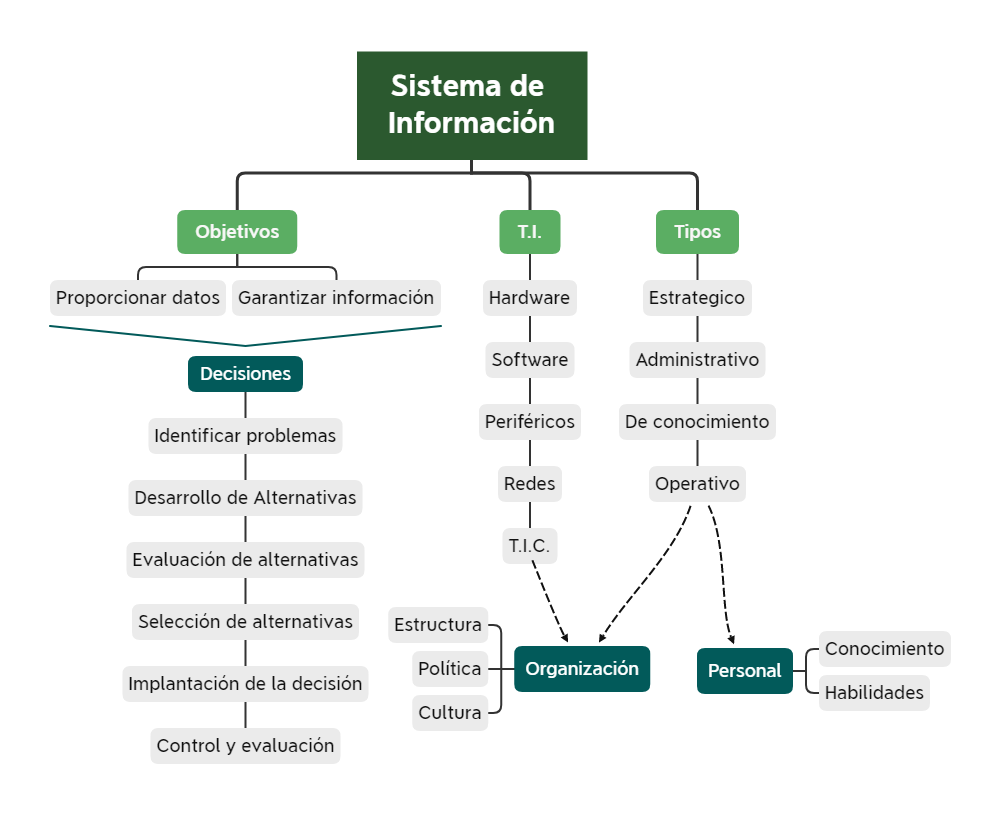 Sistema de
Información
Objetivos
T.I.
Tipos
Proporcionar datos
Garantizar información
Hardware
Estrategico
Decisiones
Software
Administrativo
Identificar problemas
Periféricos
De conocimiento
Desarrollo de Alternativas
Redes
Operativo
Evaluación de alternativas
T.I.C.
Selección de alternativas
Estructura
Política
Cultura
Organización
Personal
Conocimiento
Habilidades
Implantación de la decisión
Control y evaluación